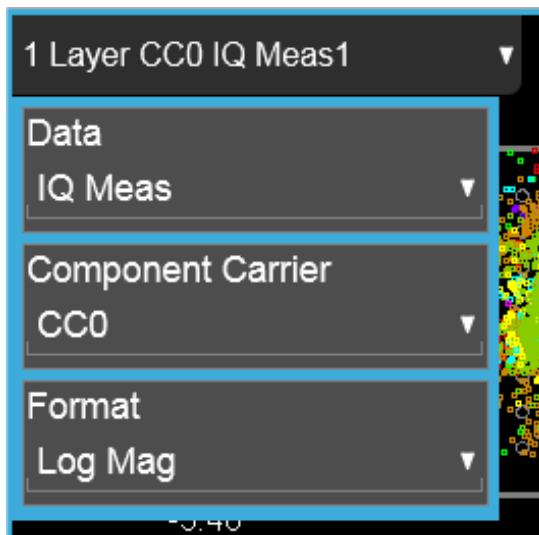 1 Layer CC0 IQ Meas1
Data
IQ Meas
Component Carrier
CC0
Format
Log Mag